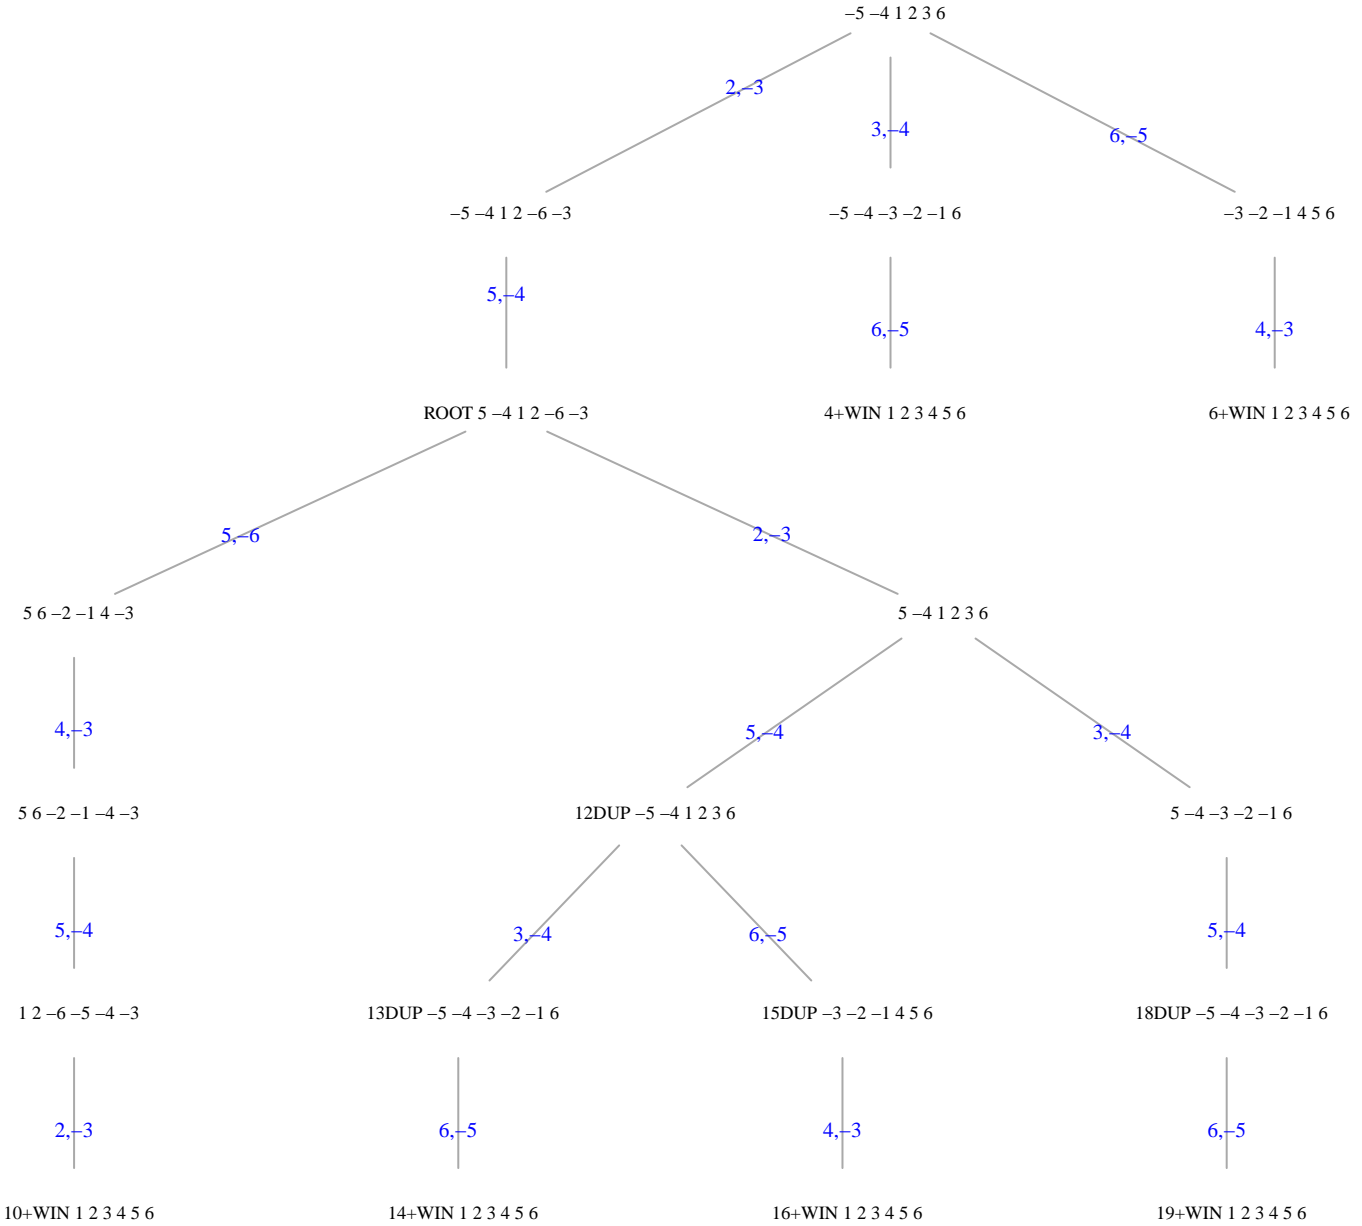 –5 –4 1 2 3 6
2,–3
3,–4
6,–5
–5 –4 1 2 –6 –3
–5 –4 –3 –2 –1 6
–3 –2 –1 4 5 6
5,–4
6,–5
4,–3
ROOT 5 –4 1 2 –6 –3
4+WIN 1 2 3 4 5 6
6+WIN 1 2 3 4 5 6
5,–6
2,–3
5 6 –2 –1 4 –3
5 –4 1 2 3 6
4,–3
5,–4
3,–4
5 6 –2 –1 –4 –3
12DUP –5 –4 1 2 3 6
5 –4 –3 –2 –1 6
5,–4
3,–4
6,–5
5,–4
1 2 –6 –5 –4 –3
13DUP –5 –4 –3 –2 –1 6
15DUP –3 –2 –1 4 5 6
18DUP –5 –4 –3 –2 –1 6
2,–3
6,–5
4,–3
6,–5
10+WIN 1 2 3 4 5 6
14+WIN 1 2 3 4 5 6
16+WIN 1 2 3 4 5 6
19+WIN 1 2 3 4 5 6